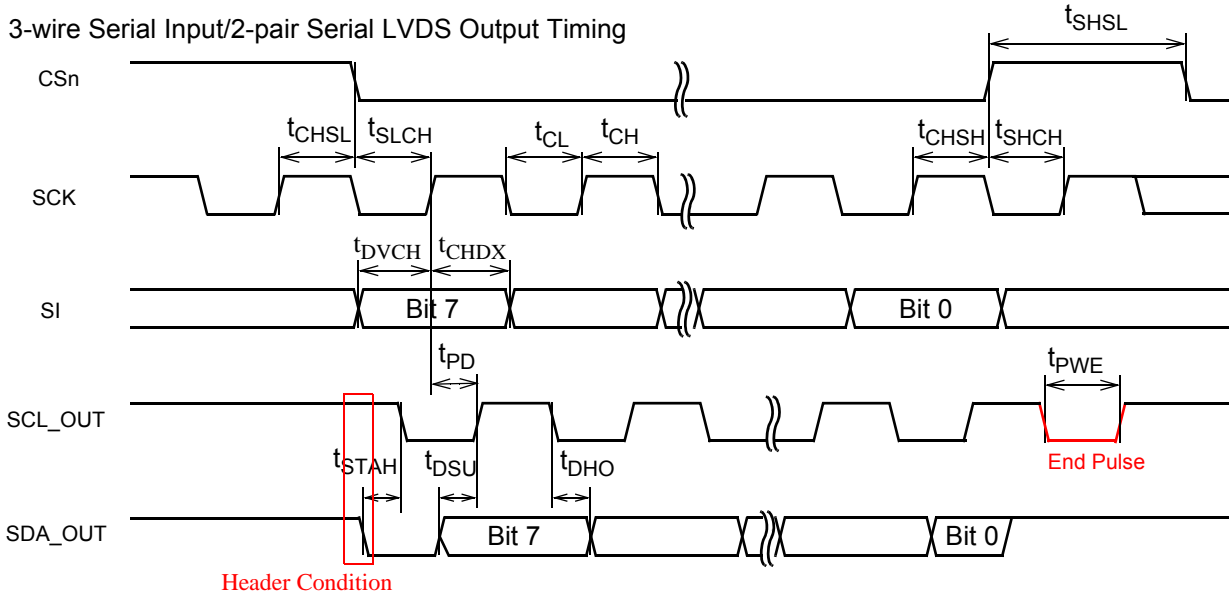 3-wire Serial Input/2-pair Serial LVDS Output Timing
tSHSL
CSn
tCHSL tSLCH tCL tCH tCHSH tSHCH
SCK
tDVCH tCHDX
SI Bit 7 Bit 0
tPD tPWE
SCL_OUT
End Pulse
tSTAH tDSU tDHO
SDA_OUT Bit 7 Bit 0
Header Condition